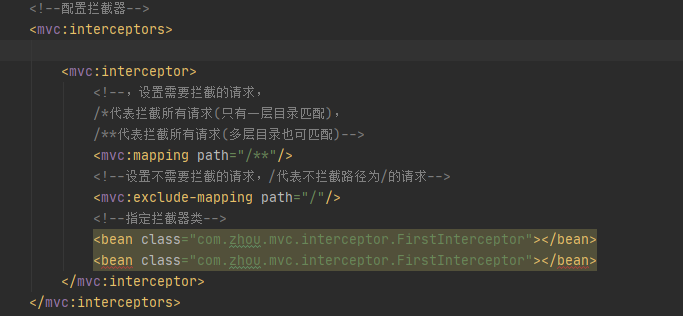 <!--配置拦截器-->
<mvc:interceptors>
<mvc:interceptor>
<!--，设置需要拦截的请求，
/*代表拦截所有请求(只有一层目录匹配)，
/**代表拦截所有请求(多层目录也可匹配)-->
<mvc:mapping path="/**"/>
<!--设置不需要拦截的请求，/代表不拦截路径为/的请求-->
<mvc:exclude-mapping path="/"/>
<!--指定拦截器类-->
<bean class="com.zhou.mvc.interceptor.FirstInterceptor"></bean>
<bean class="com.zhou.mvc.interceptor.FirstInterceptor"></bean>
</mvc:interceptor>
</mvc:interceptors>